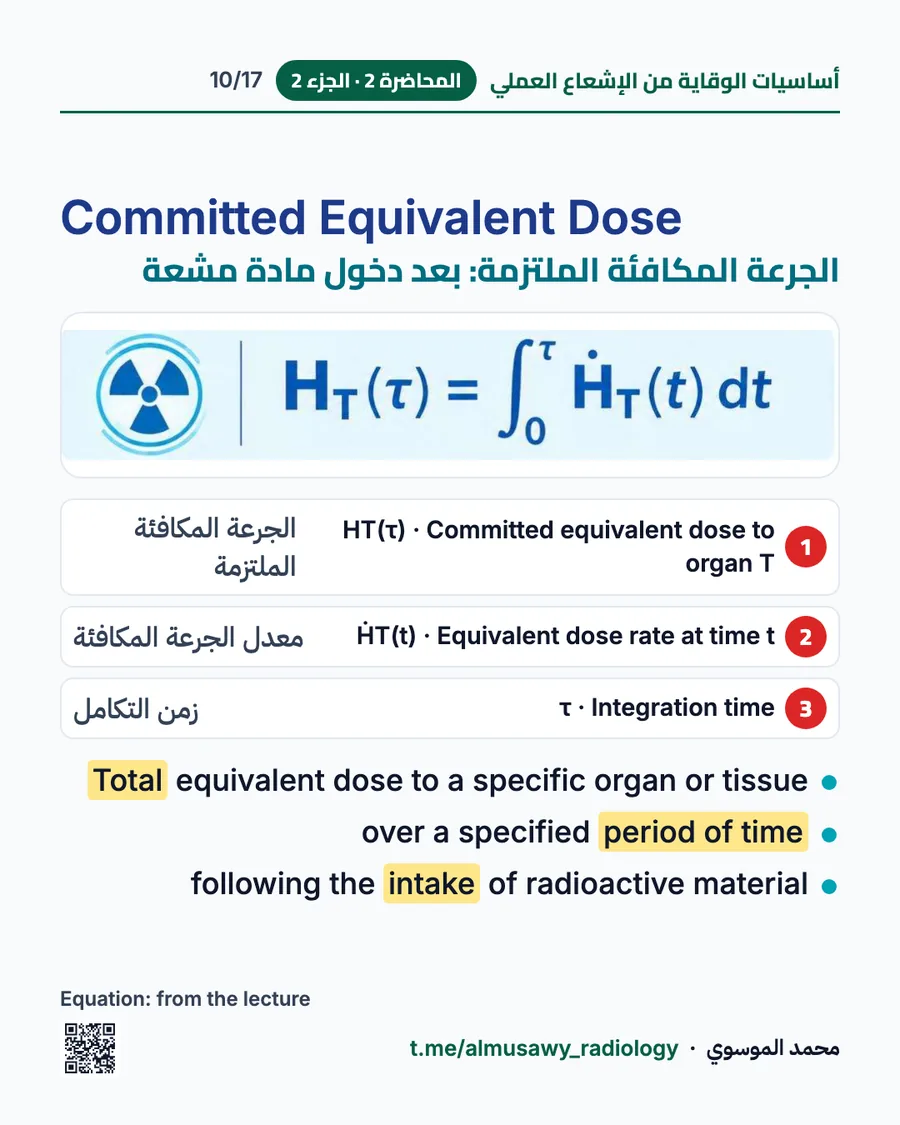 أساسيات الوقاية من الإشعاع العملي المحاضرة 2 · الجزء 2 10/17
Committed Equivalent Dose
الجرعة المكافئة الملتزمة: بعد دخول مادة مشعة
H_T(τ) = ∫₀^τ Ḣ_T(t) dt
1 HT(τ) · Committed equivalent dose to
organ T
الجرعة المكافئة
الملتزمة
2 ḢT(t) · Equivalent dose rate at time t معدل الجرعة المكافئة
3 τ · Integration time زمن التكامل
Total equivalent dose to a specific organ or tissue
over a specified period of time
following the intake of radioactive material
Equation: from the lecture
محمد الموسوي · t.me/almusawy_radiology